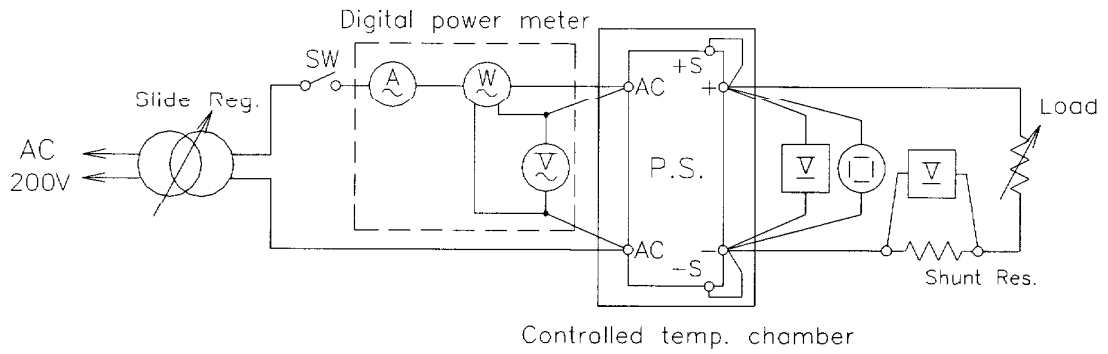 Digital power meter
SW
A
W
AC
+S
+
Slide Reg.
Load
AC
200V
V
P.S.
V
V
AC
-
-S
Shunt Res.
Controlled temp. chamber